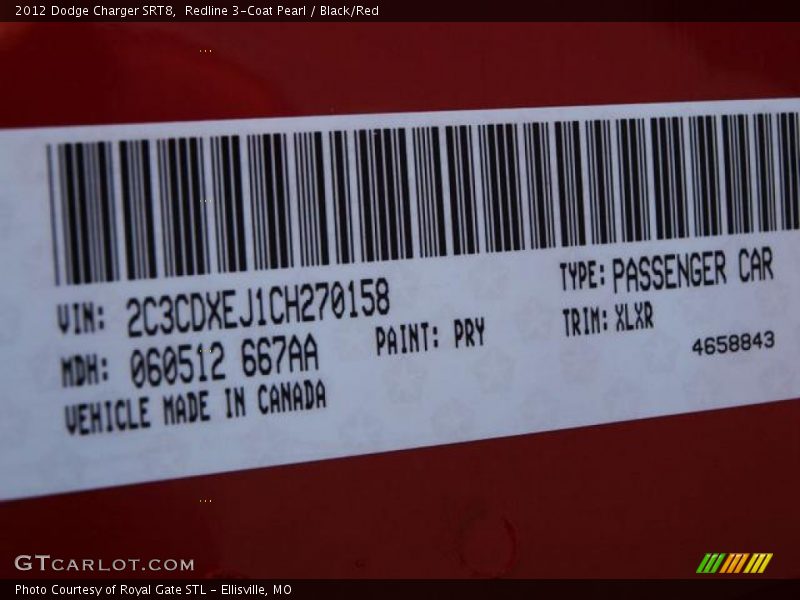 2012 Dodge Charger SRT8,  Redline 3-Coat Pearl / Black/Red
VIN: 2C3CDXEJ1CH270158
TYPE: PASSENGER CAR
MDH: 060512 667AA
PAINT: PRY
TRIM: XLXR
4658843
VEHICLE MADE IN CANADA
GTCARLOT.COM
Photo Courtesy of Royal Gate STL - Ellisville, MO